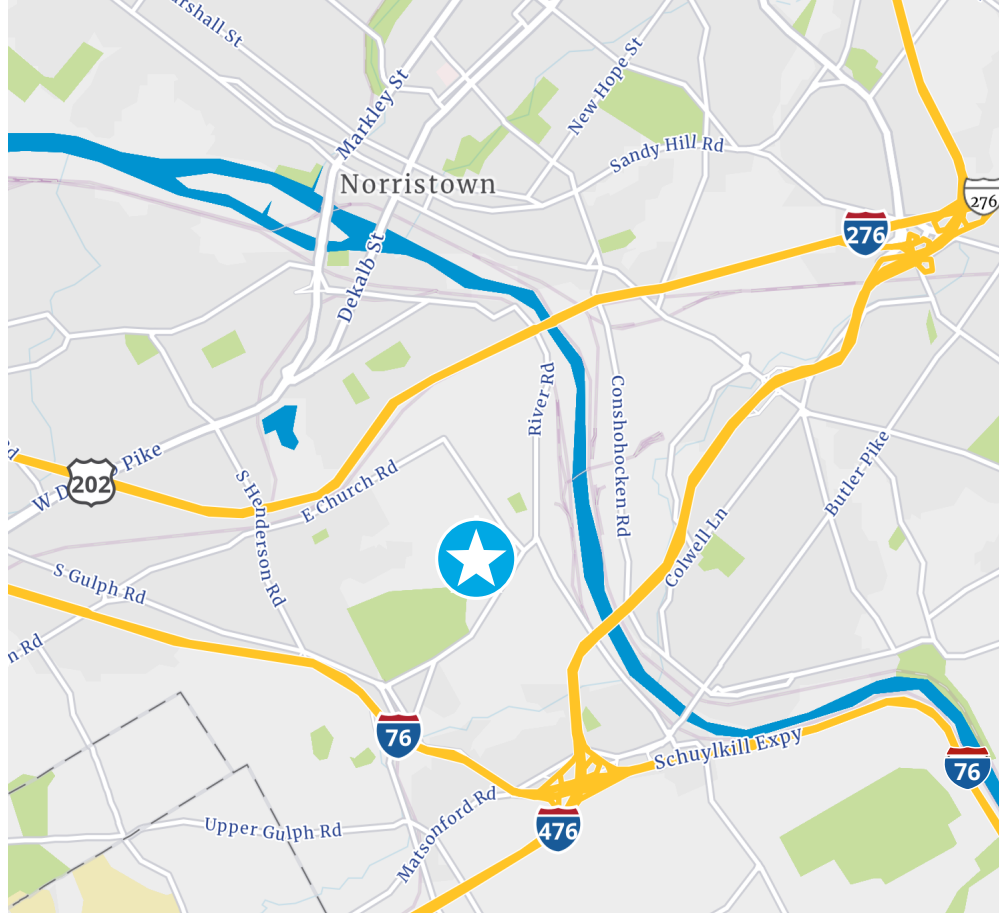 arshall St
Markley St
New Hope St
Sandy Hill Rd
Norristown
276
276
Dekalb St
River Rd
Conshohocken Rd
Butler Pike
W D
Pike
202
S Henderson Rd
E Church Rd
Colwell Ln
S Gulph Rd
n Rd
76
Schuylkill Expy
76
Matsonford Rd
476
Upper Gulph Rd